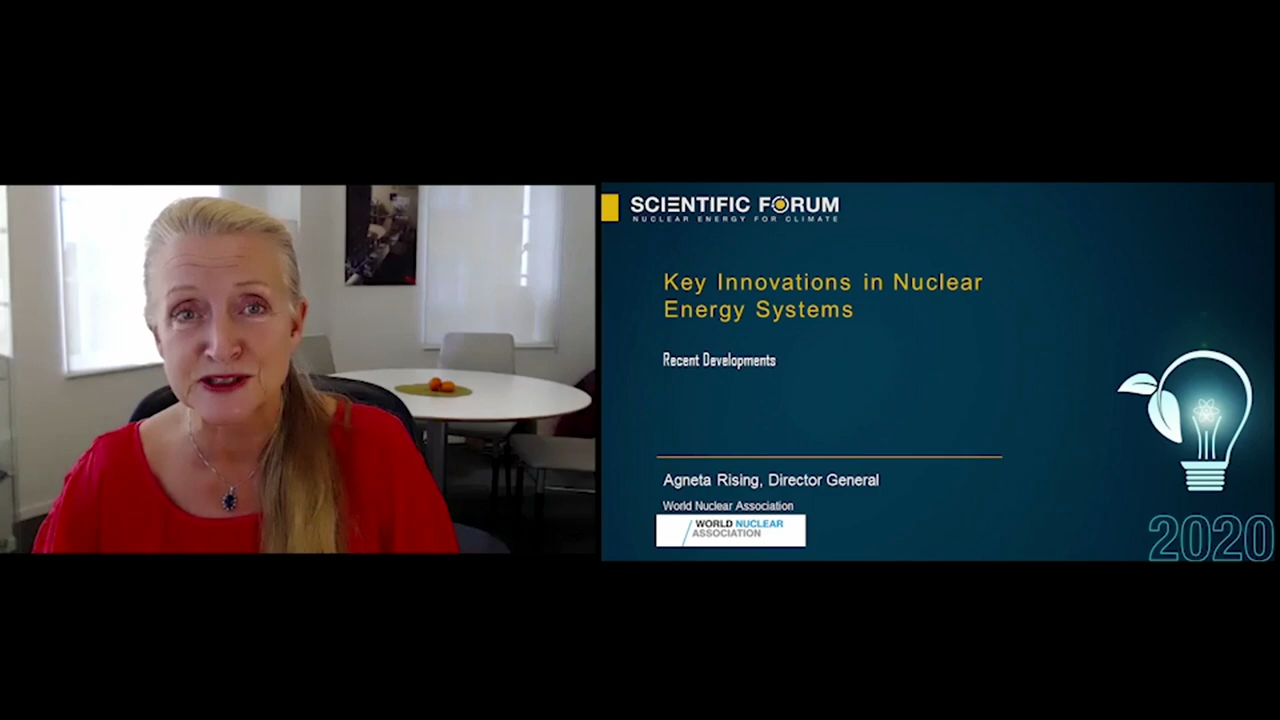 SCIENTIFIC FORUM
NUCLEAR ENERGY FOR CLIMATE
Key Innovations in Nuclear
Energy Systems
Recent Developments
Agneta Rising, Director General
World Nuclear Association
WORLD NUCLEAR
ASSOCIATION
2020